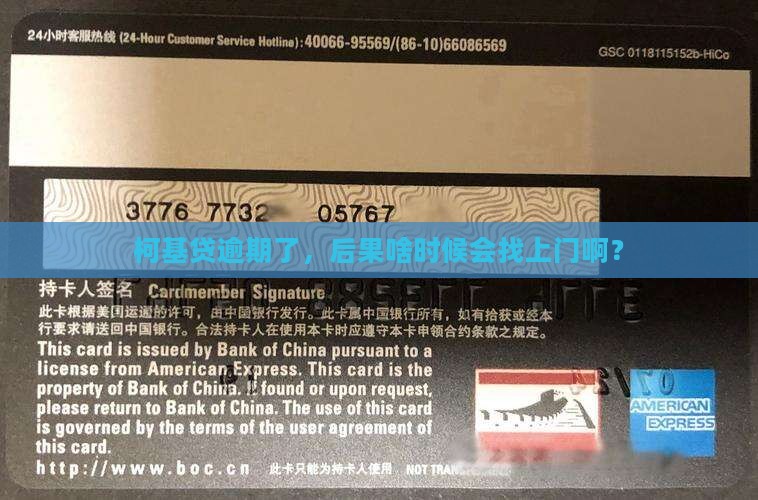 24小时客服热线 (24-Hour Customer Service Hotline):40066-95569/(86-10)66086569
GSC 0118115152b-HiCo
3776 7732 05767
柯基贷逾期了，后果啥时候会找上门啊？
持卡人签名 Cardmember Signature
此卡根据美国运通的许可，由中国银行发行。此卡属中国银行所有，如有拾获或经本
行要求请送回中国银行。合法持卡人在使用本卡时应遵守本卡申领合约条款之规定。
This card is issued by Bank of China pursuant to a
license from American Express. This card is the
property of Bank of China. If found or upon request,
please return to Bank of China. The use of this card
is governed by the terms of the user agreement of
this card.
AMERICAN
EXPRESS
http://www.boc.cn 此卡只能为持卡人使用 NOT